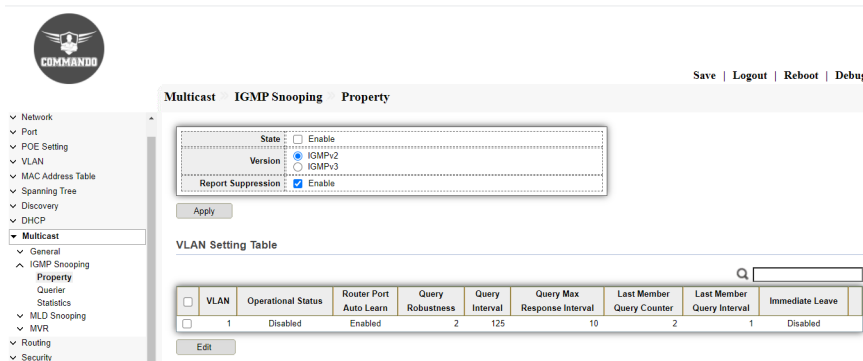 COMMANDO
Save | Logout | Reboot | Debug
Multicast IGMP Snooping Property
Network
Port
POE Setting
VLAN
MAC Address Table
Spanning Tree
Discovery
DHCP
Multicast
General
IGMP Snooping
Property
Querier
Statistics
MLD Snooping
MVR
Routing
Security
State Enable
Version IGMPv2
IGMPv3
Report Suppression Enable
Apply
VLAN Setting Table
VLAN Operational Status Router Port Auto Learn Query Robustness Query Interval Query Max Response Interval Last Member Query Counter Last Member Query Interval Immediate Leave
1 Disabled Enabled 2 125 10 2 1 Disabled
Edit